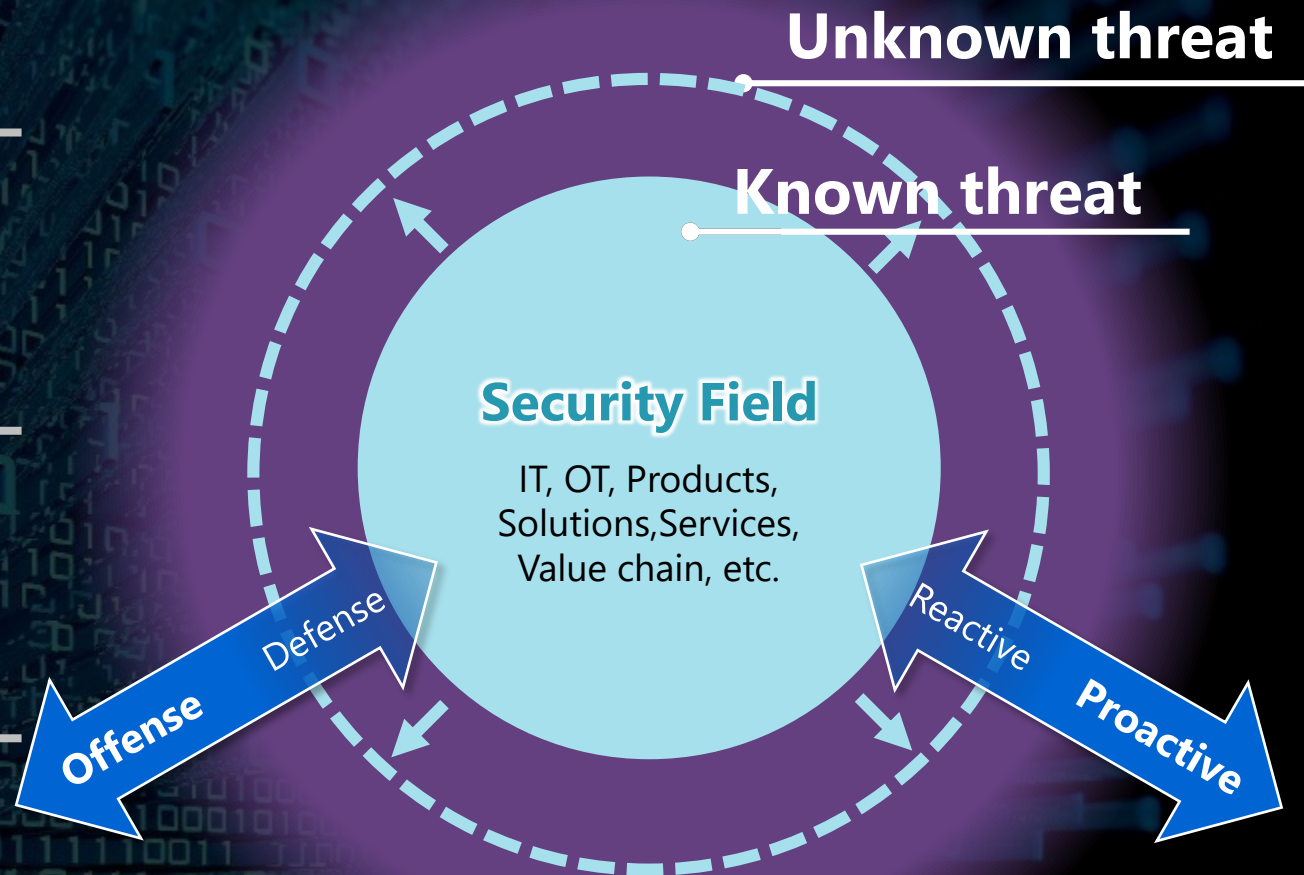 Unknown threat
Known threat
Security Field
IT, OT, Products,
Solutions,Services,
Value chain, etc.
Defense
Offense
Reactive
Proactive